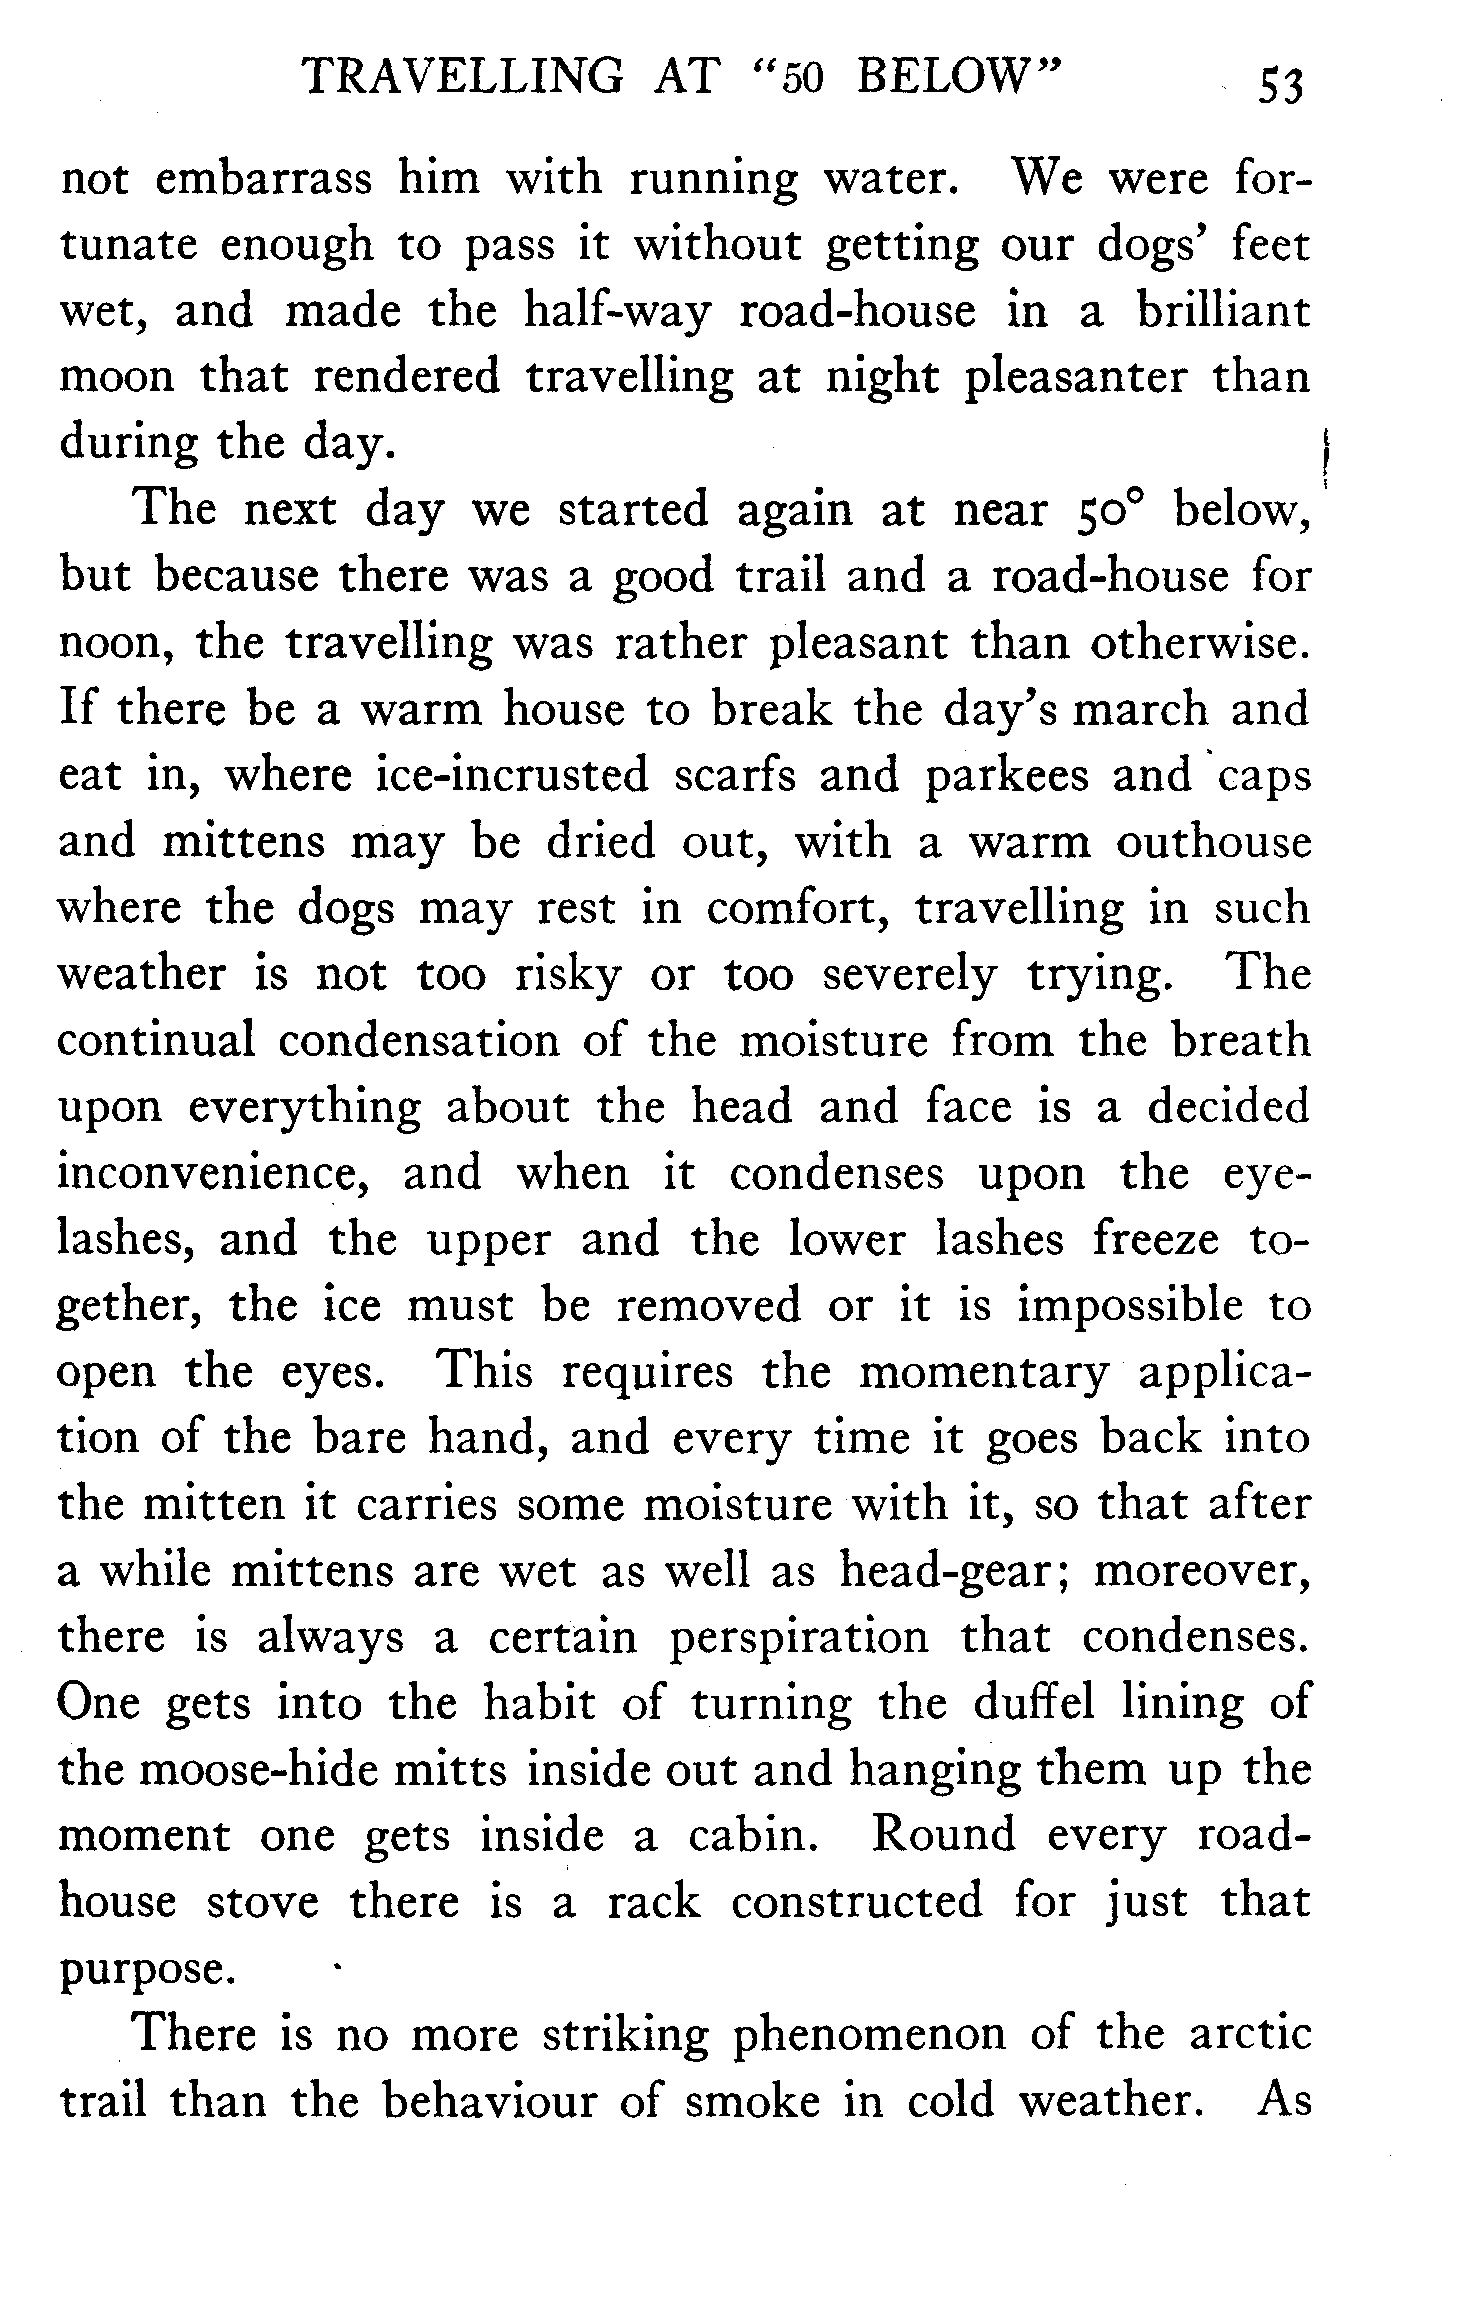 TRAVELLING AT “50 BELOW” 53
not embarrass him with running water. We were for-
tunate enough to pass it without getting our dogs’ feet
wet, and made the half-way road-house in a brilliant
moon that rendered travelling at night pleasanter than
during the day.
The next day we started again at near 50° below,
but because there was a good trail and a road-house for
noon, the travelling was rather pleasant than otherwise.
If there be a warm house to break the day’s march and
eat in, where ice-incrusted scarfs and parkees and caps
and mittens may be dried out, with a warm outhouse
where the dogs may rest in comfort, travelling in such
weather is not too risky or too severely trying. The
continual condensation of the moisture from the breath
upon everything about the head and face is a decided
inconvenience, and when it condenses upon the eye-
lashes, and the upper and the lower lashes freeze to-
gether, the ice must be removed or it is impossible to
open the eyes. This requires the momentary applica-
tion of the bare hand, and every time it goes back into
the mitten it carries some moisture with it, so that after
a while mittens are wet as well as head-gear; moreover,
there is always a certain perspiration that condenses.
One gets into the habit of turning the duffel lining of
the moose-hide mitts inside out and hanging them up the
moment one gets inside a cabin. Round every road-
house stove there is a rack constructed for just that
purpose.
There is no more striking phenomenon of the arctic
trail than the behaviour of smoke in cold weather. As